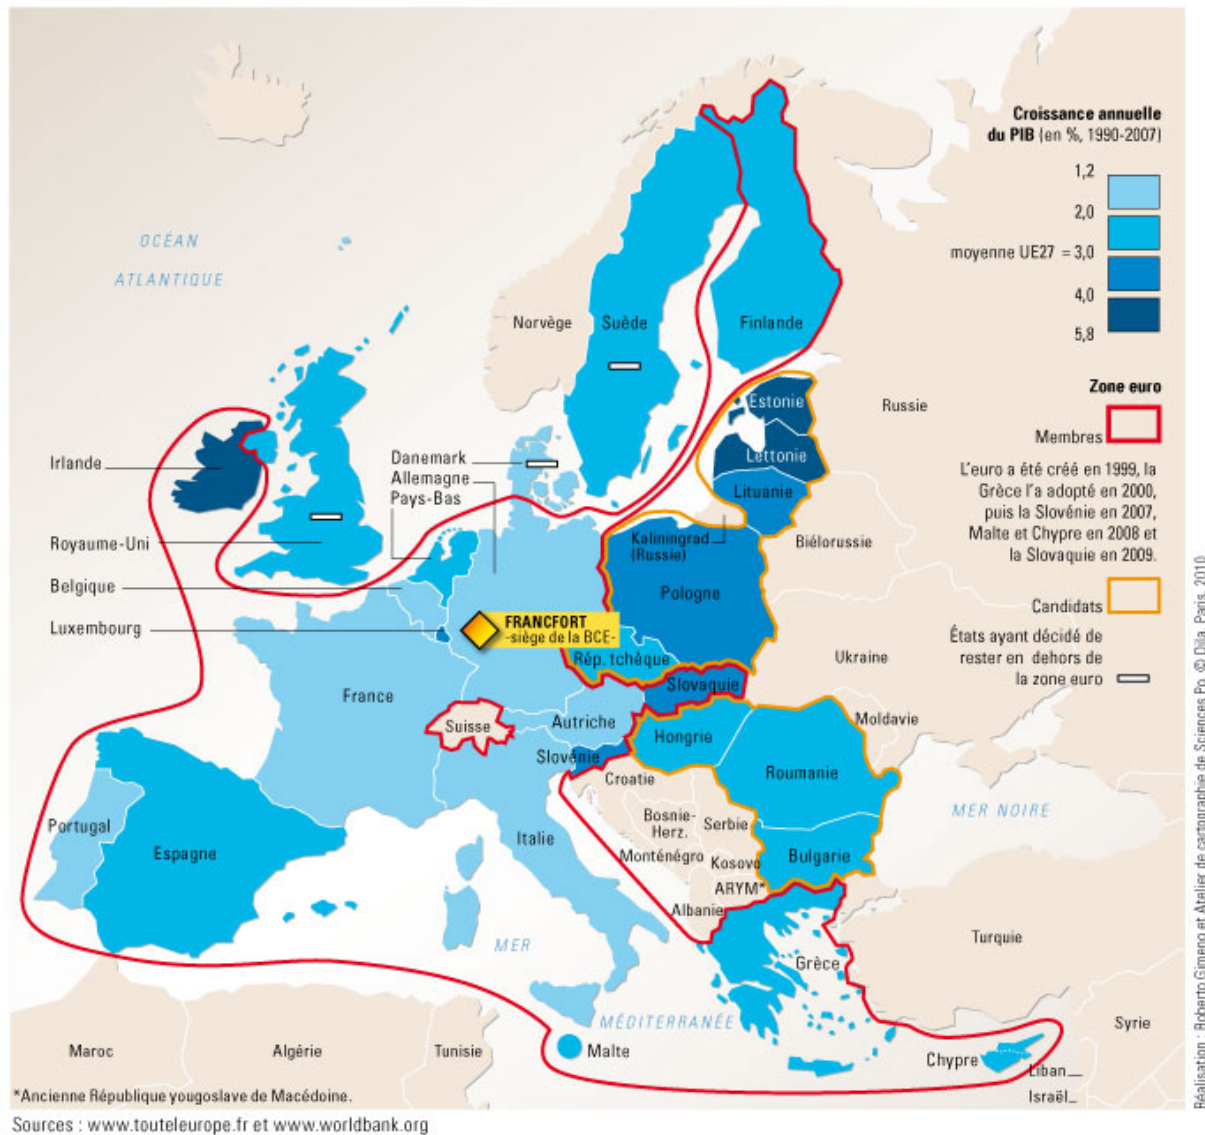 Croissance annuelle
du PIB (en %, 1990-2007)
1,2
2,0
moyenne UE27 = 3,0
4,0
5,8
Zone euro
Membres
L'euro a été créé en 1999, la
Grèce l'a adopté en 2000,
puis la Slovénie en 2007,
Malte et Chypre en 2008 et
la Slovaquie en 2009.
Candidats
États ayant décidé de
rester en dehors de
la zone euro
OCÉAN
ATLANTIQUE
Norvège
Suède
Finlande
Russie
Estonie
Lettonie
Lituanie
Irlande
Danemark
Allemagne
Pays-Bas
Royaume-Uni
Kaliningrad
(Russie)
Biélorussie
Belgique
Pologne
Luxembourg
FRANCFORT
-siège de la BCE-
Rép. tchèque
Ukraine
Slovaquie
France
Suisse
Autriche
Moldavie
Hongrie
Slovénie
Croatie
Roumanie
MER NOIRE
Bosnie-
Herz.
Serbie
Portugal
Espagne
Italie
Monténégro
Kosovo
Bulgarie
ARYM*
Albanie
MER
Turquie
Grèce
MÉDITERRANÉE
Syrie
Maroc
Algérie
Tunisie
Malte
Chypre
Liban
Israël
*Ancienne République yougoslave de Macédoine.
Sources : www.touteleurope.fr et www.worldbank.org
Réalisation : Roberto Gimeno et Atelier de cartographie de Sciences Po. © Dila, Paris, 2010